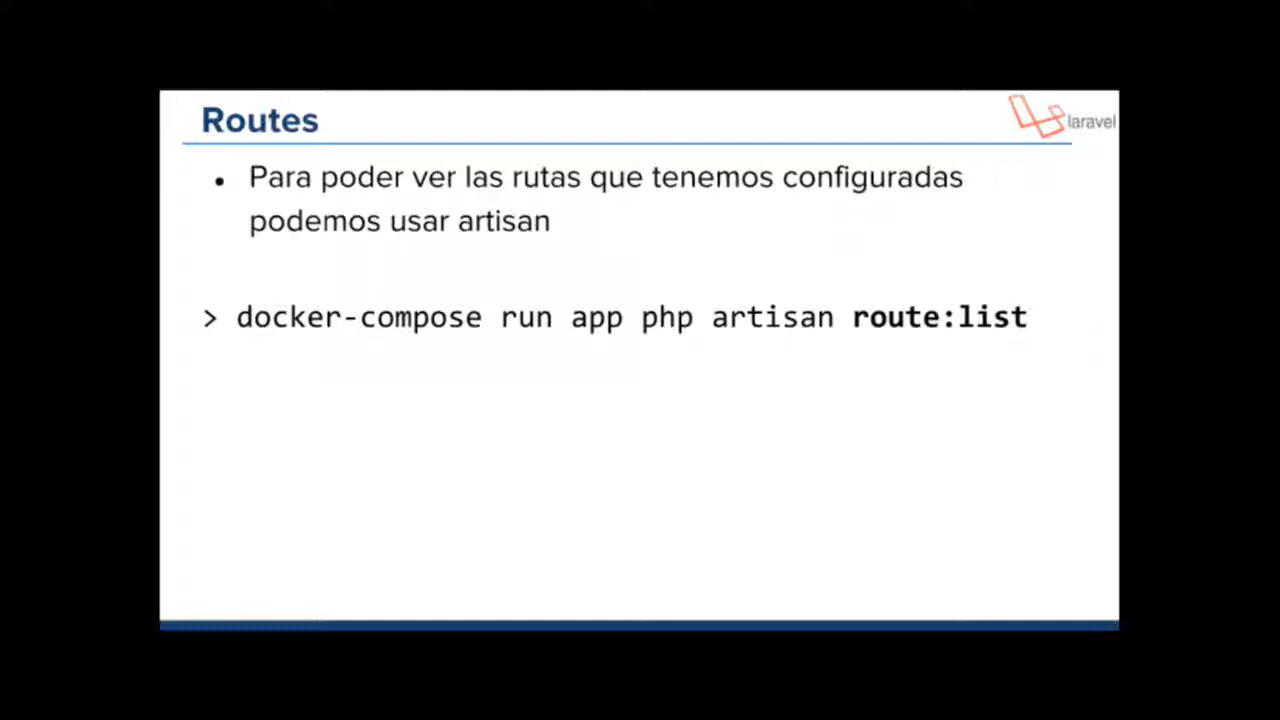 Routes
laravel
• Para poder ver las rutas que tenemos configuradas
podemos usar artisan
> docker-compose run app php artisan route:list